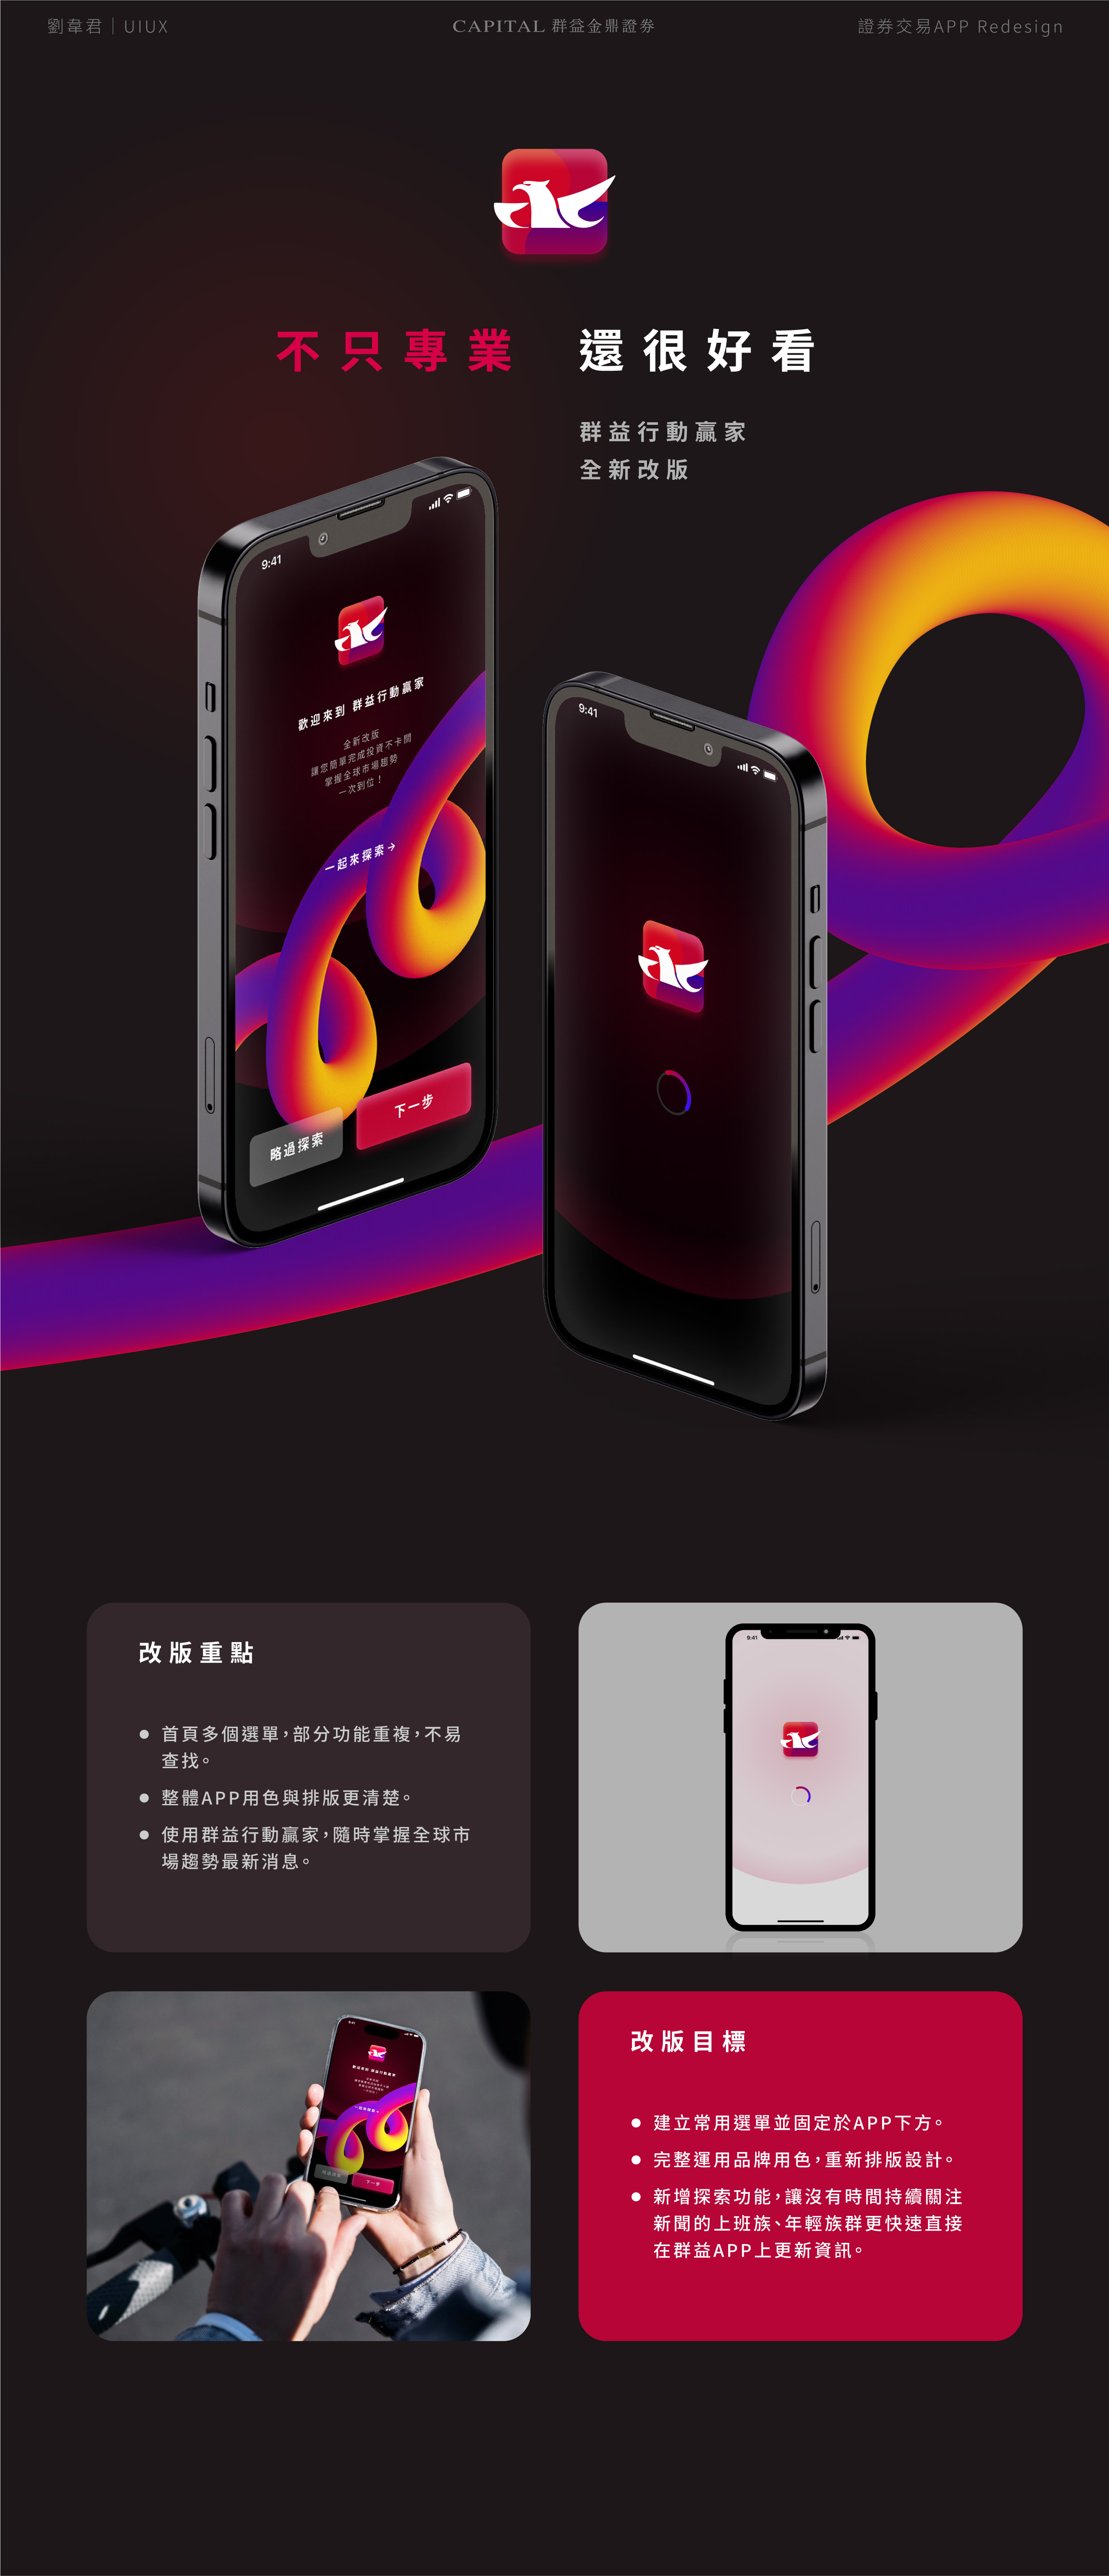 劉韋君｜UIUX
CAPITAL 群益金鼎證券
證券交易APP Redesign
不只專業 還很好看
群益行動贏家
全新改版
9:41
歡迎來到 群益行動贏家
全新改版
讓您簡單完成投資不卡關
掌握全球市場趨勢
一次到位！
一起來探索→
略過探索
下一步
9:41
改版重點
首頁多個選單，部分功能重複，不易
查找。
整體APP用色與排版更清楚。
使用群益行動贏家，隨時掌握全球市
場趨勢最新消息。
9:41
改版目標
建立常用選單並固定於APP下方。
完整運用品牌用色，重新排版設計。
新增探索功能，讓沒有時間持續關注
新聞的上班族、年輕族群更快速直接
在群益APP上更新資訊。